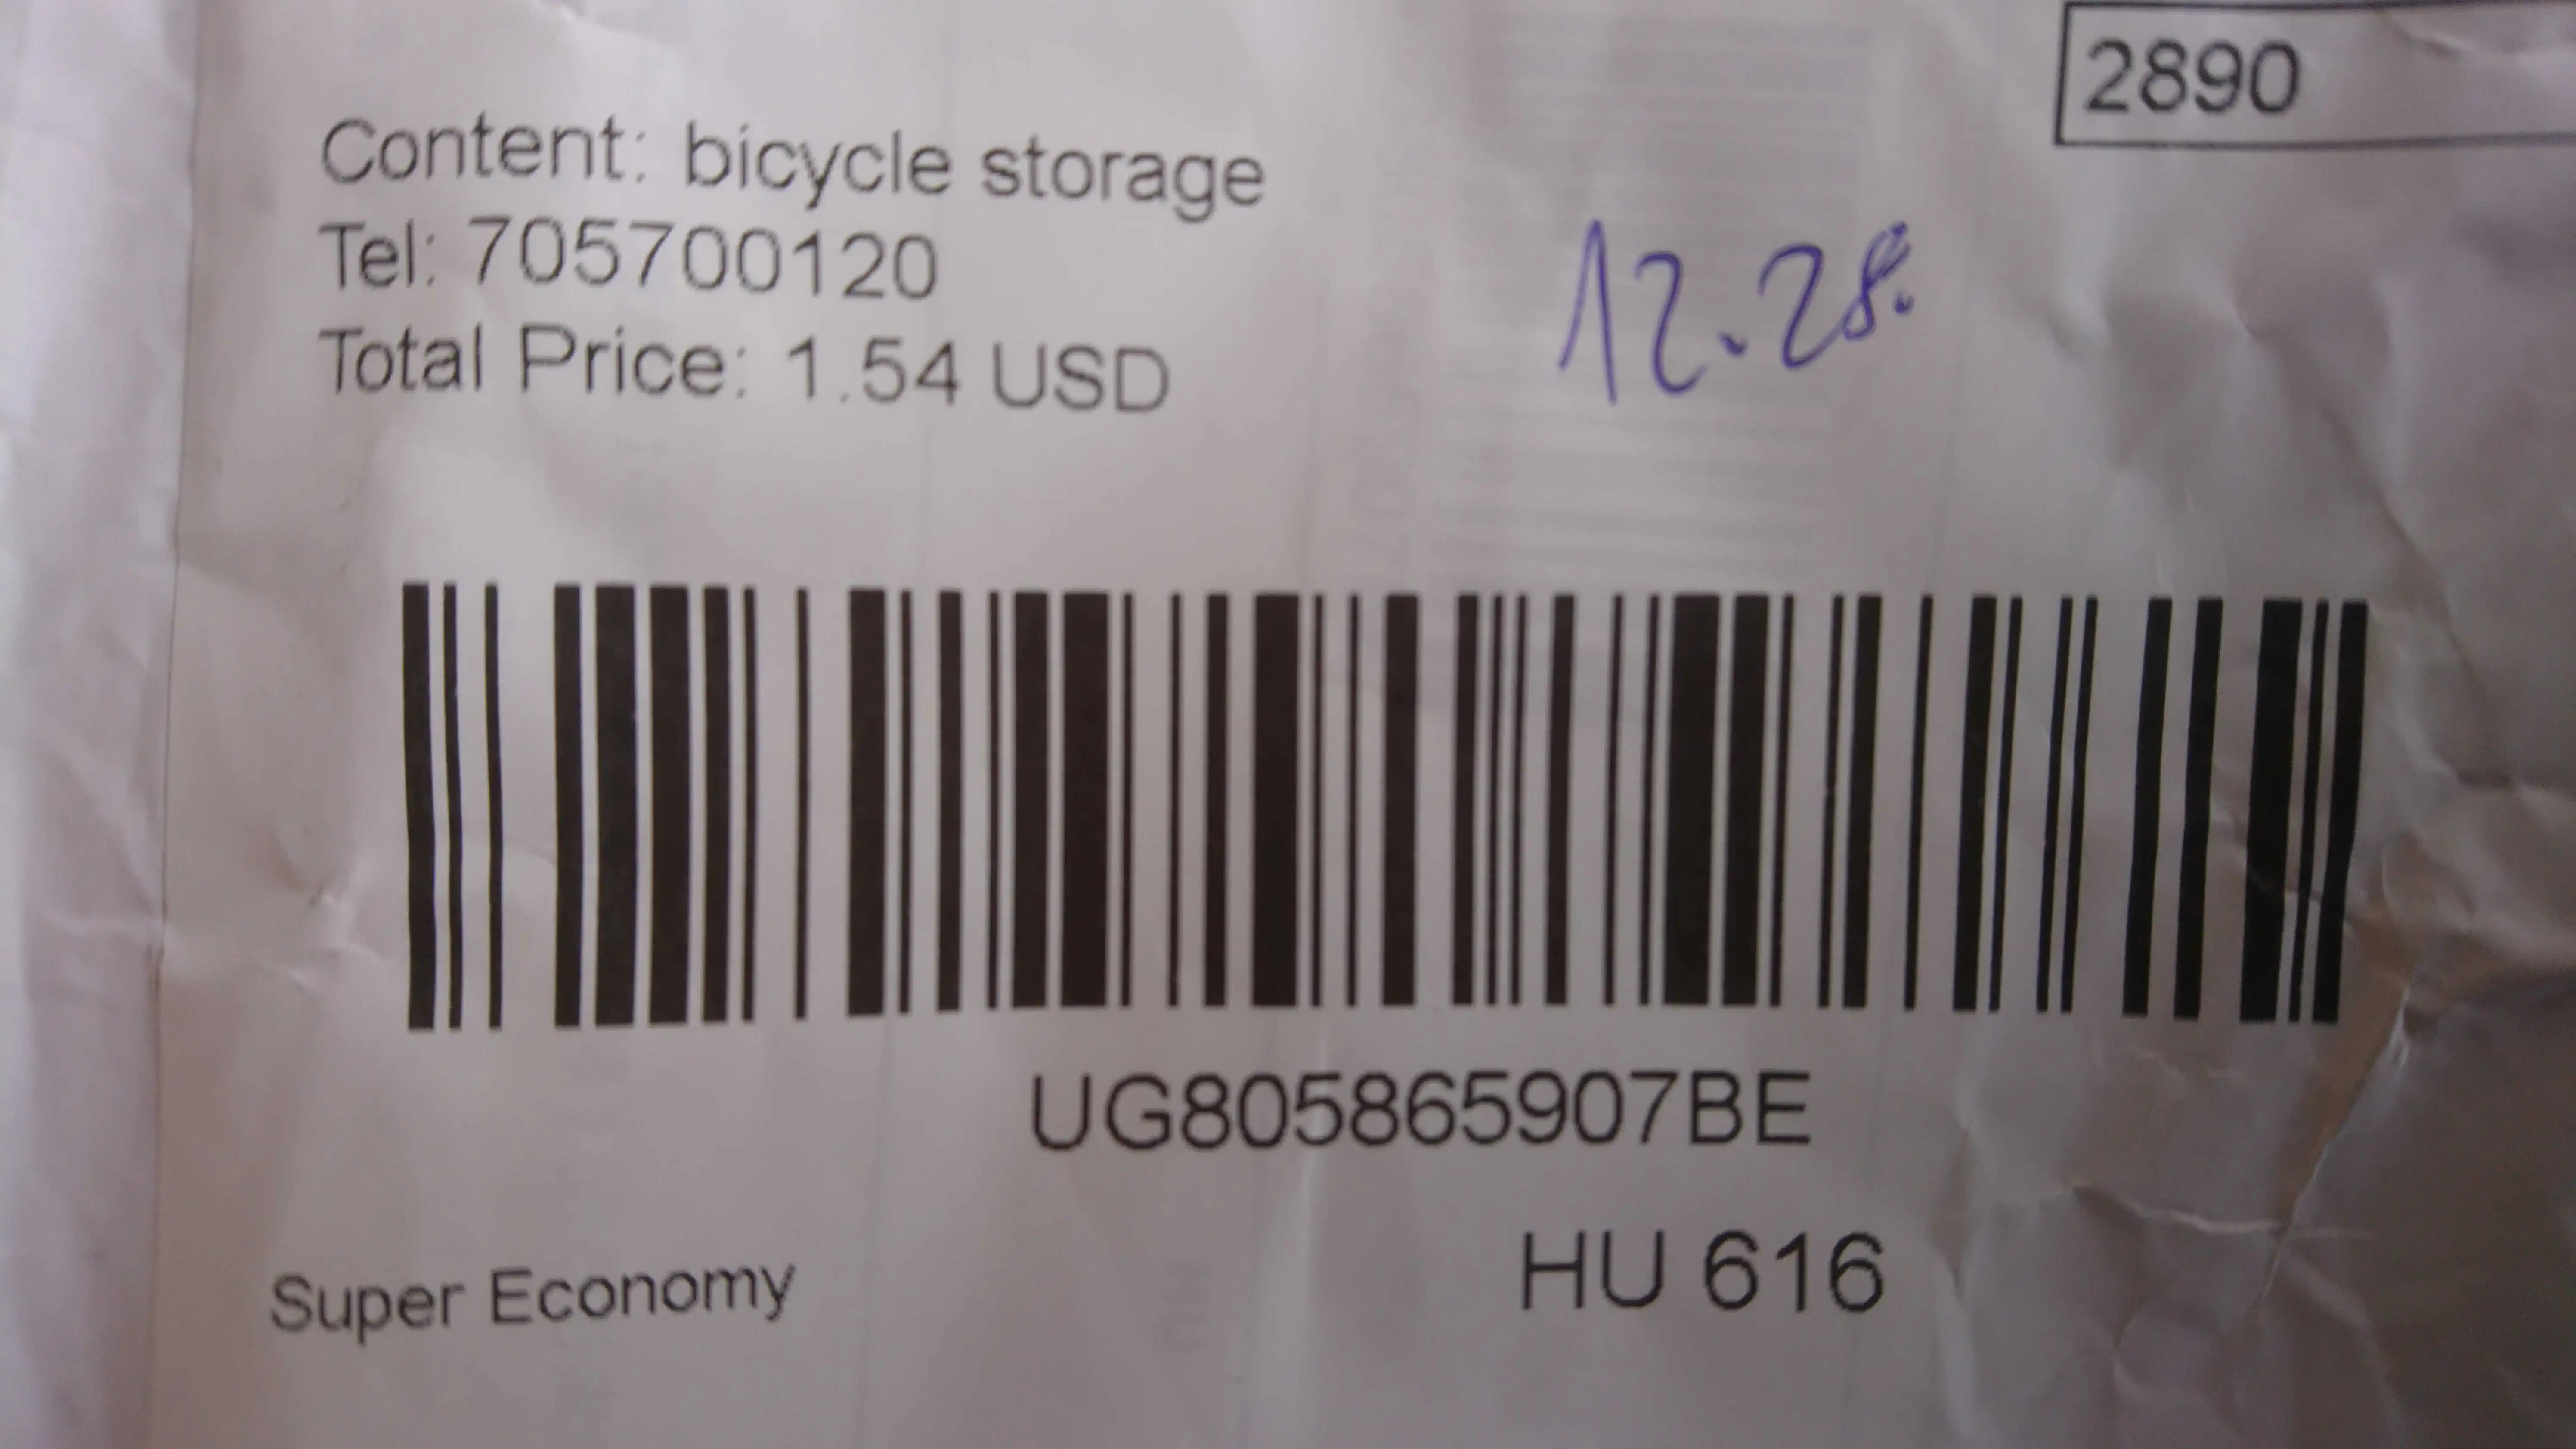 2890
Content: bicycle storage
Tel: 705700120
Total Price: 1.54 USD
12.28.
UG805865907BE
HU 616
Super Economy